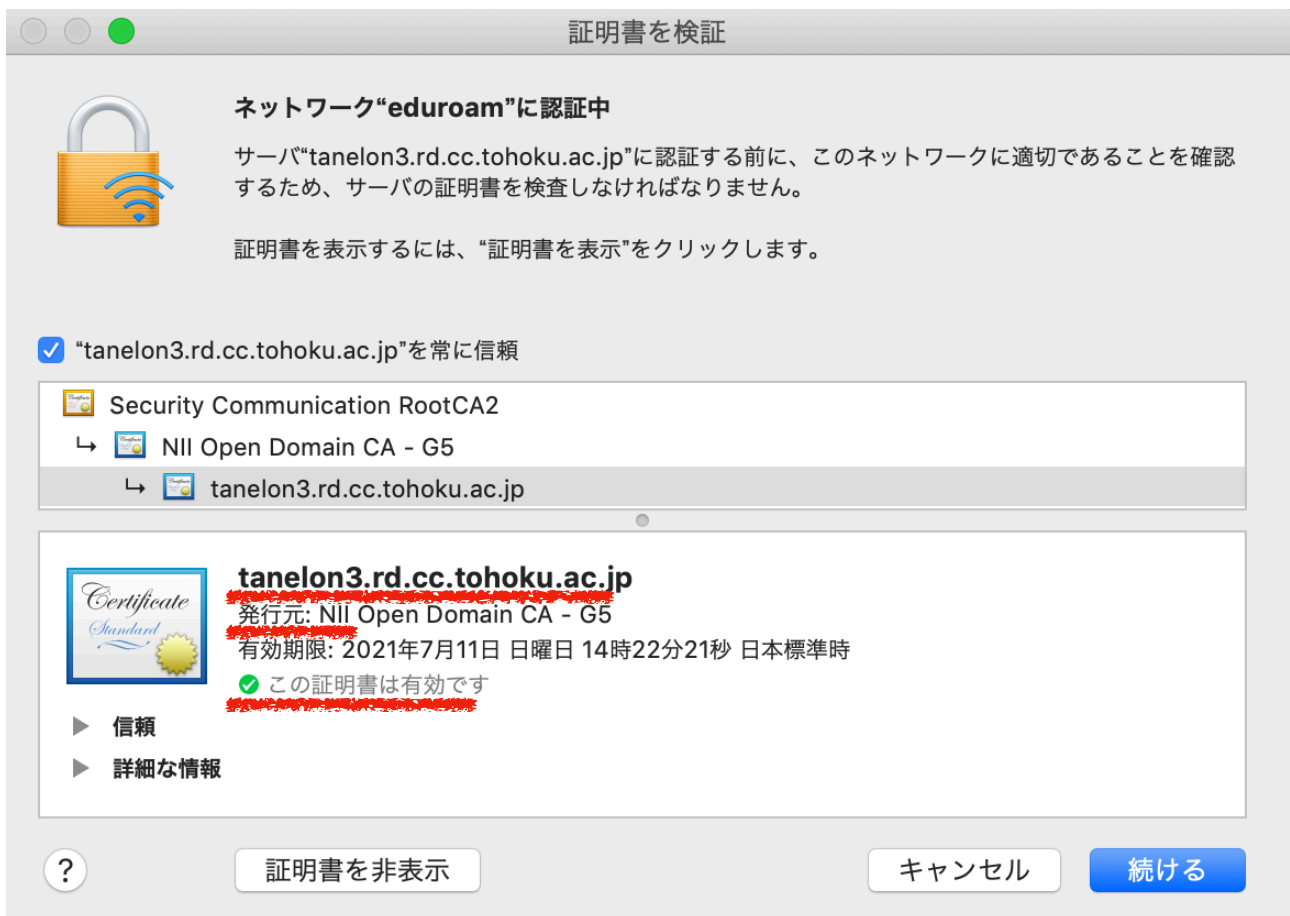 証明書を検証
ネットワーク“eduroam”に認証中
サーバ“tanelon3.rd.cc.tohoku.ac.jp”に認証する前に、このネットワークに適切であることを確認
するため、サーバの証明書を検査しなければなりません。
証明書を表示するには、“証明書を表示”をクリックします。
“tanelon3.rd.cc.tohoku.ac.jp”を常に信頼
Security Communication RootCA2
NII Open Domain CA - G5
tanelon3.rd.cc.tohoku.ac.jp
Certificate
Standard
tanelon3.rd.cc.tohoku.ac.jp
発行元: NII Open Domain CA - G5
有効期限: 2021年7月11日 日曜日 14時22分21秒 日本標準時
この証明書は有効です
信頼
詳細な情報
?
証明書を非表示
キャンセル
続ける